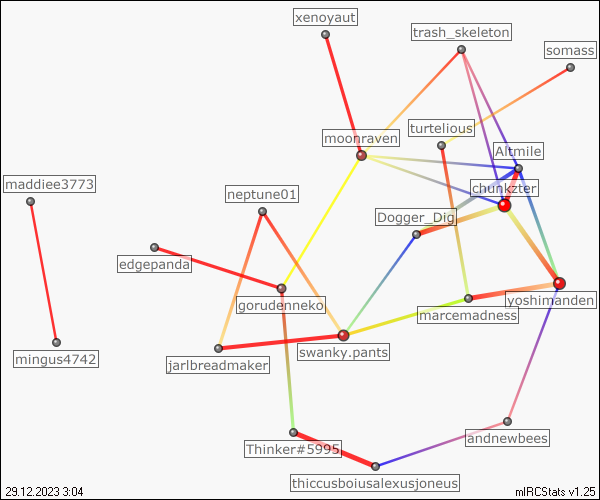 xenoyaut
trash_skeleton
somass
turtelious
moonraven
Altmile
maddiee3773
neptune01
chunkzter
Dogger_Dig
edgepanda
gorudenneko
yoshimanden
marcemadness
mingus4742
jarlbreadmaker
swanky.pants
Thinker#5995
andnewbees
thiccusboiusalexusjoneus
29.12.2023 3:04
mIRCStats v1.25